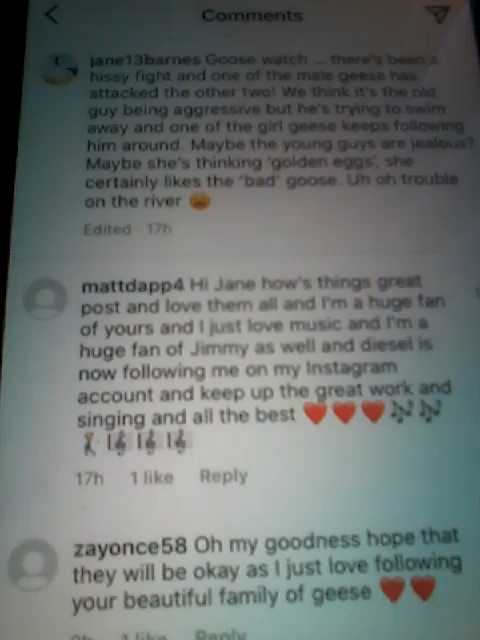 Comments
jane13barnes Goose watch ... there's been a
hissy fight and one of the male geese has
attacked the other two! We think it's the old
guy being aggressive but he's trying to swim
away and one of the girl geese keeps following
him around. Maybe the young guys are jealous?
Maybe she's thinking 'golden eggs', she
certainly likes the 'bad' goose. Uh oh trouble
on the river 😩
Edited · 17h
mattdapp4 Hi Jane how's things great
post and love them all and I'm a huge fan
of yours and I just love music and I'm a
huge fan of Jimmy as well and diesel is
now following me on my Instagram
account and keep up the great work and
singing and all the best ❤️❤️❤️🎶🎶
17h 1 like Reply
zayonce58 Oh my goodness hope that
they will be okay as I just love following
your beautiful family of geese ❤️❤️
1 like Reply